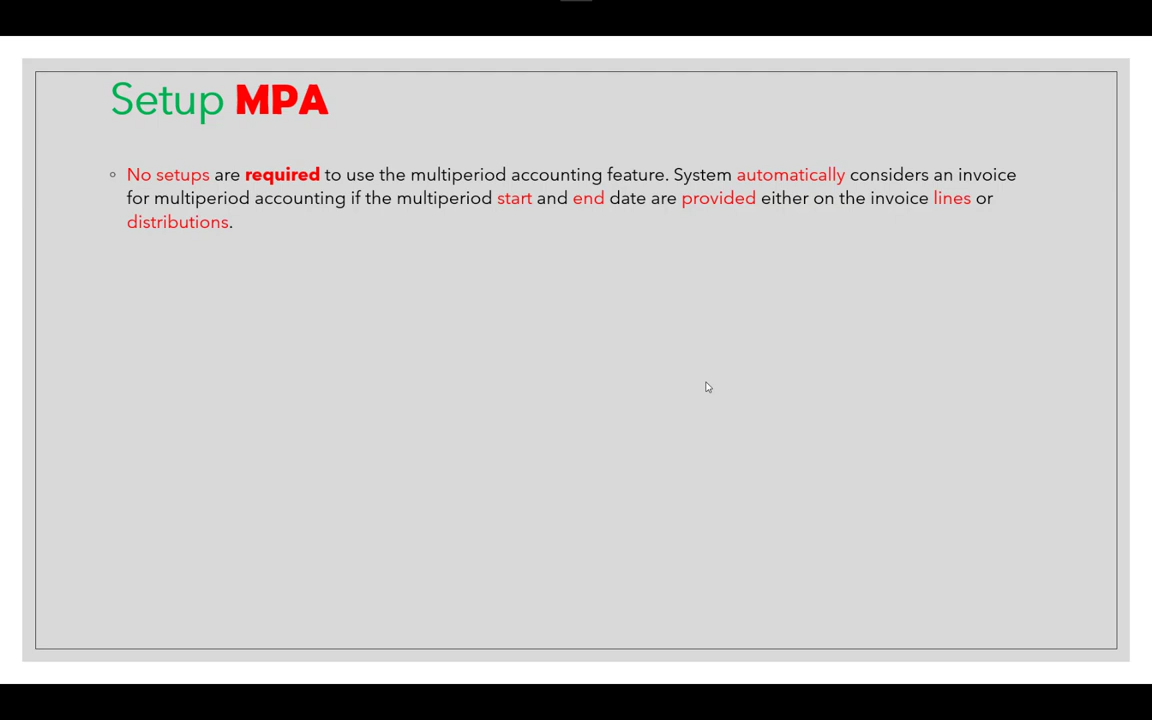 Setup MPA
No setups are required to use the multiperiod accounting feature. System automatically considers an invoice
for multiperiod accounting if the multiperiod start and end date are provided either on the invoice lines or
distributions.